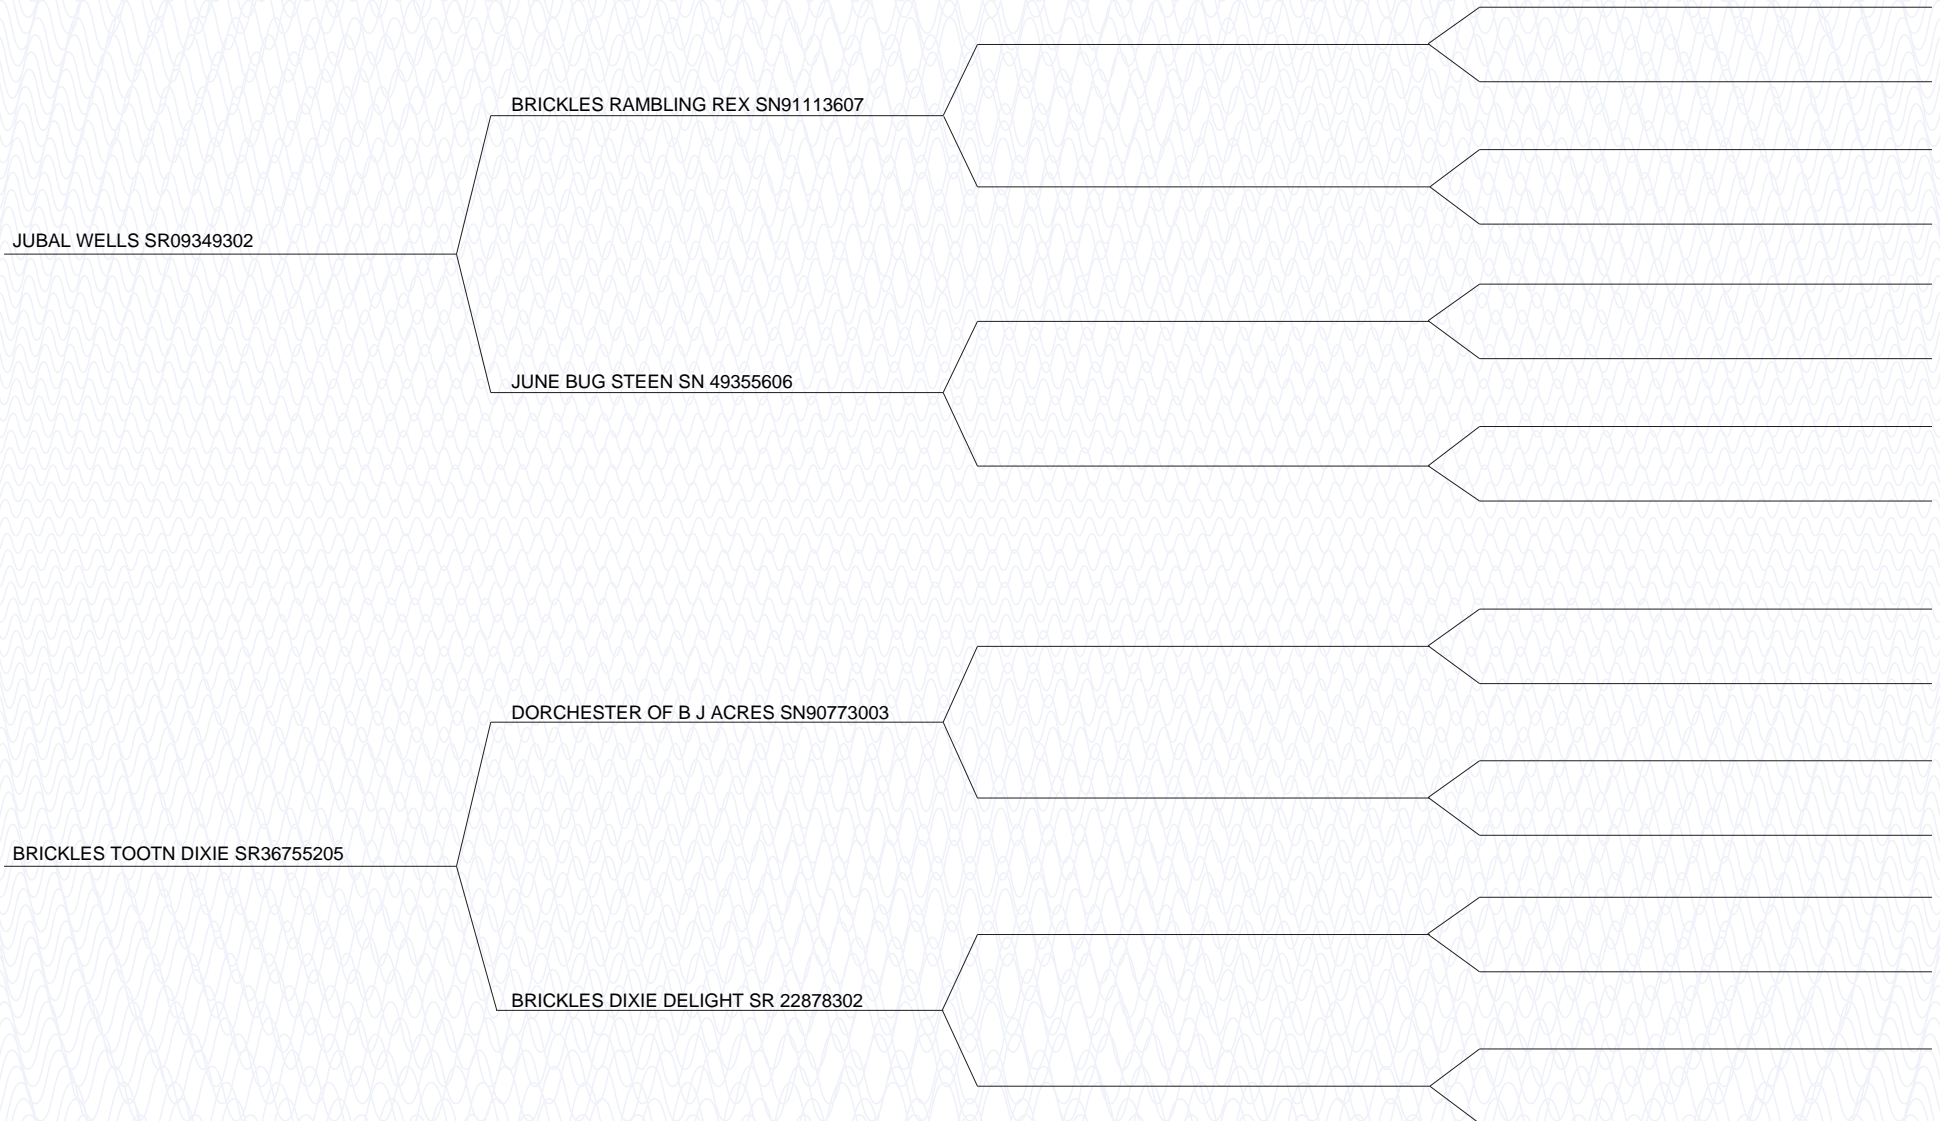 BRICKLES RAMBLING REX SN91113607
JUBAL WELLS SR09349302
JUNE BUG STEEN SN 49355606
DORCHESTER OF B J ACRES SN90773003
BRICKLES TOOTN DIXIE SR36755205
BRICKLES DIXIE DELIGHT SR 22878302